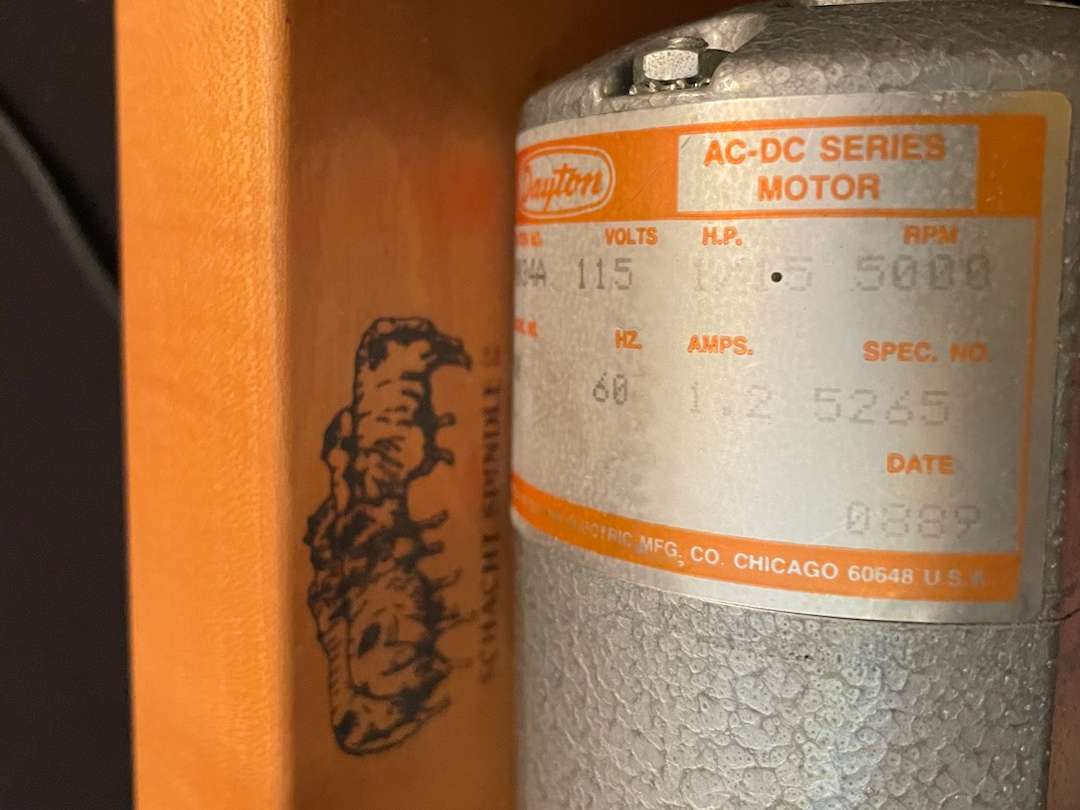 SCHACHT SPINDLE
Dayton
AC-DC SERIES
MOTOR
VOLTS H.P. RPM
115 5000
HZ. AMPS. SPEC. NO.
60 1.2 5265
DATE
0889
MFG. CO. CHICAGO 60648 U.S.A.